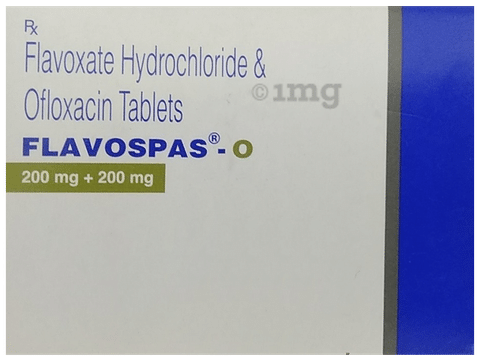 Rx
Flavoxate Hydrochloride &
Ofloxacin Tablets
©1mg
FLAVOSPAS®-O
200 mg + 200 mg